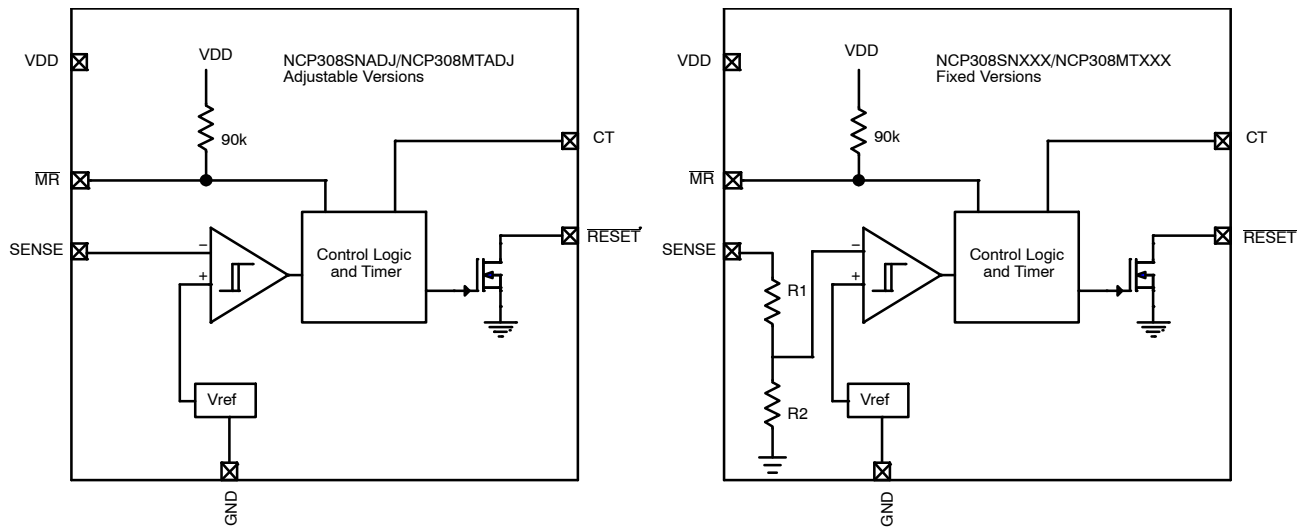 VDD
VDD
NCP308SNADJ/NCP308MTADJ
Adjustable Versions
90k
CT
MR
SENSE
−
+
Control Logic
and Timer
RESET
Vref
GND
VDD
VDD
NCP308SNXXX/NCP308MTXXX
Fixed Versions
90k
CT
MR
SENSE
−
+
Control Logic
and Timer
RESET
R1
R2
Vref
GND